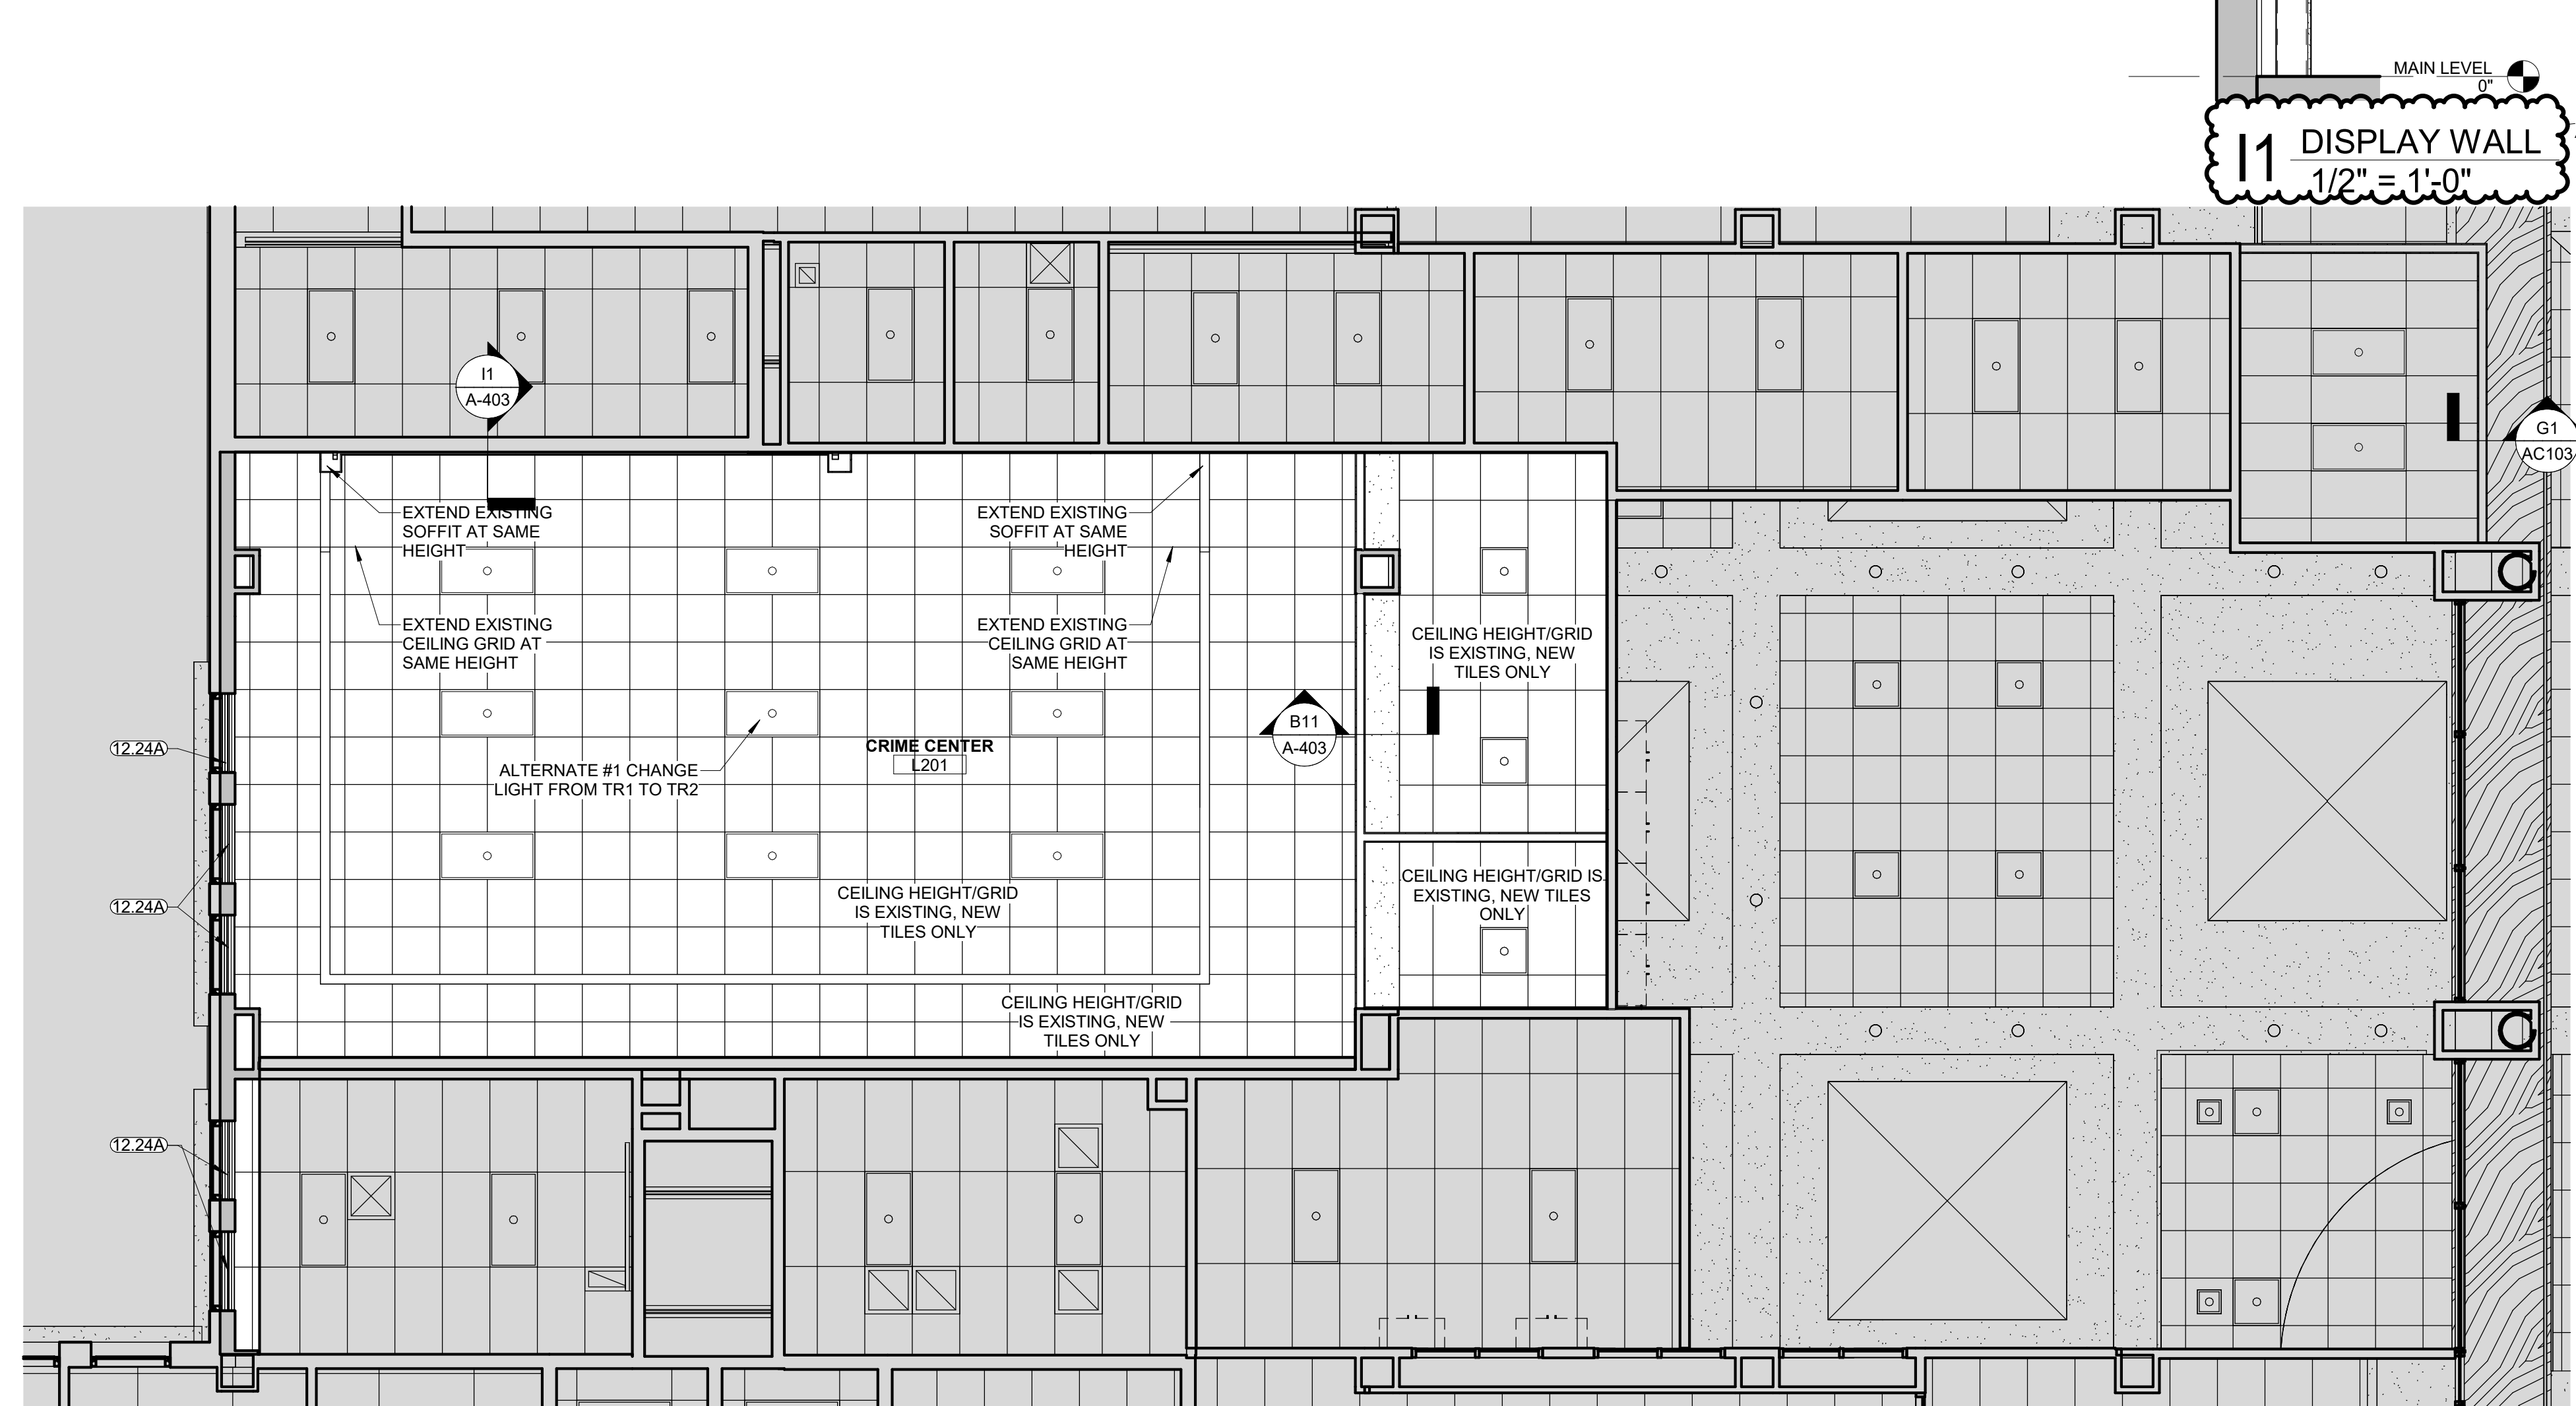 MAIN LEVEL
0"
I1
DISPLAY WALL
1/2" = 1'-0"
I1
A-403
G1
AC103
EXTEND EXISTING
SOFFIT AT SAME
HEIGHT
EXTEND EXISTING
SOFFIT AT SAME
HEIGHT
EXTEND EXISTING
CEILING GRID AT
SAME HEIGHT
EXTEND EXISTING
CEILING GRID AT
SAME HEIGHT
CEILING HEIGHT/GRID
IS EXISTING, NEW
TILES ONLY
B11
A-403
12.24A
CRIME CENTER
L201
ALTERNATE #1 CHANGE
LIGHT FROM TR1 TO TR2
CEILING HEIGHT/GRID IS
EXISTING, NEW TILES
ONLY
CEILING HEIGHT/GRID
IS EXISTING, NEW
TILES ONLY
12.24A
CEILING HEIGHT/GRID
IS EXISTING, NEW
TILES ONLY
12.24A